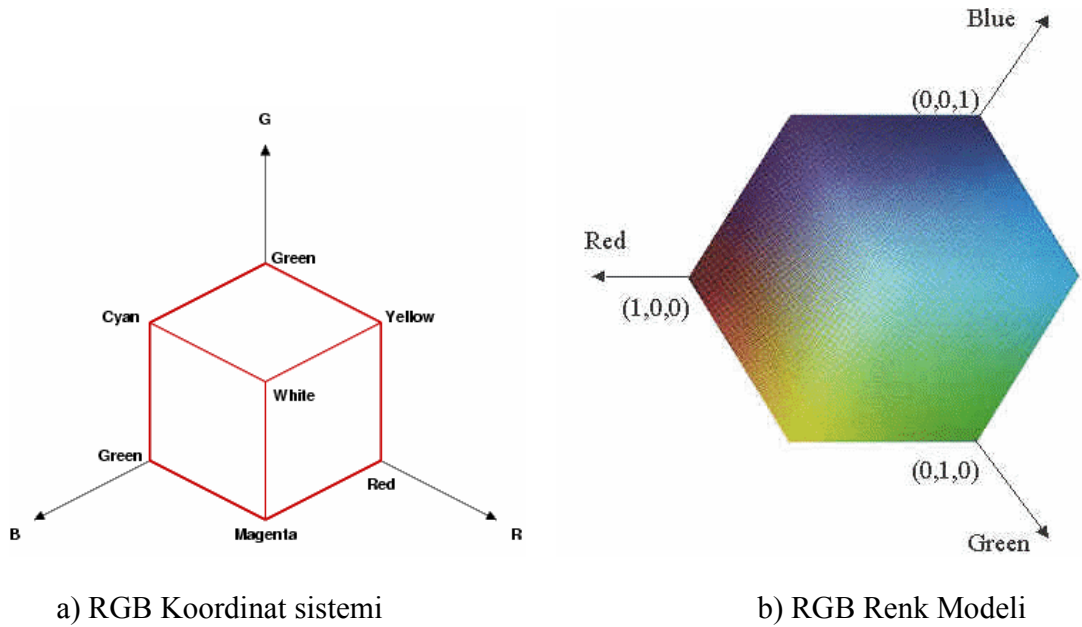 G
Green
Cyan
Yellow
White
Green
Red
B
Magenta
R
Blue
(0,0,1)
Red
(1,0,0)
(0,1,0)
Green
a) RGB Koordinat sistemi
b) RGB Renk Modeli